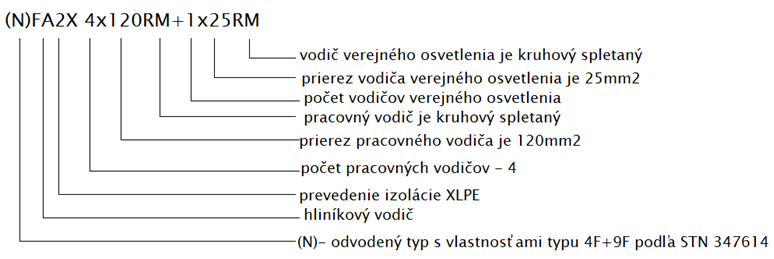 (N)FA2X 4x120RM+1x25RM
vodič verejného osvetlenia je kruhový spletaný
prierez vodiča verejného osvetlenia je 25mm2
počet vodičov verejného osvetlenia
pracovný vodič je kruhový spletaný
prierez pracovného vodiča je 120mm2
počet pracovných vodičov - 4
prevedenie izolácie XLPE
hliníkový vodič
(N)- odvodený typ s vlastnosťami typu 4F+9F podľa STN 347614